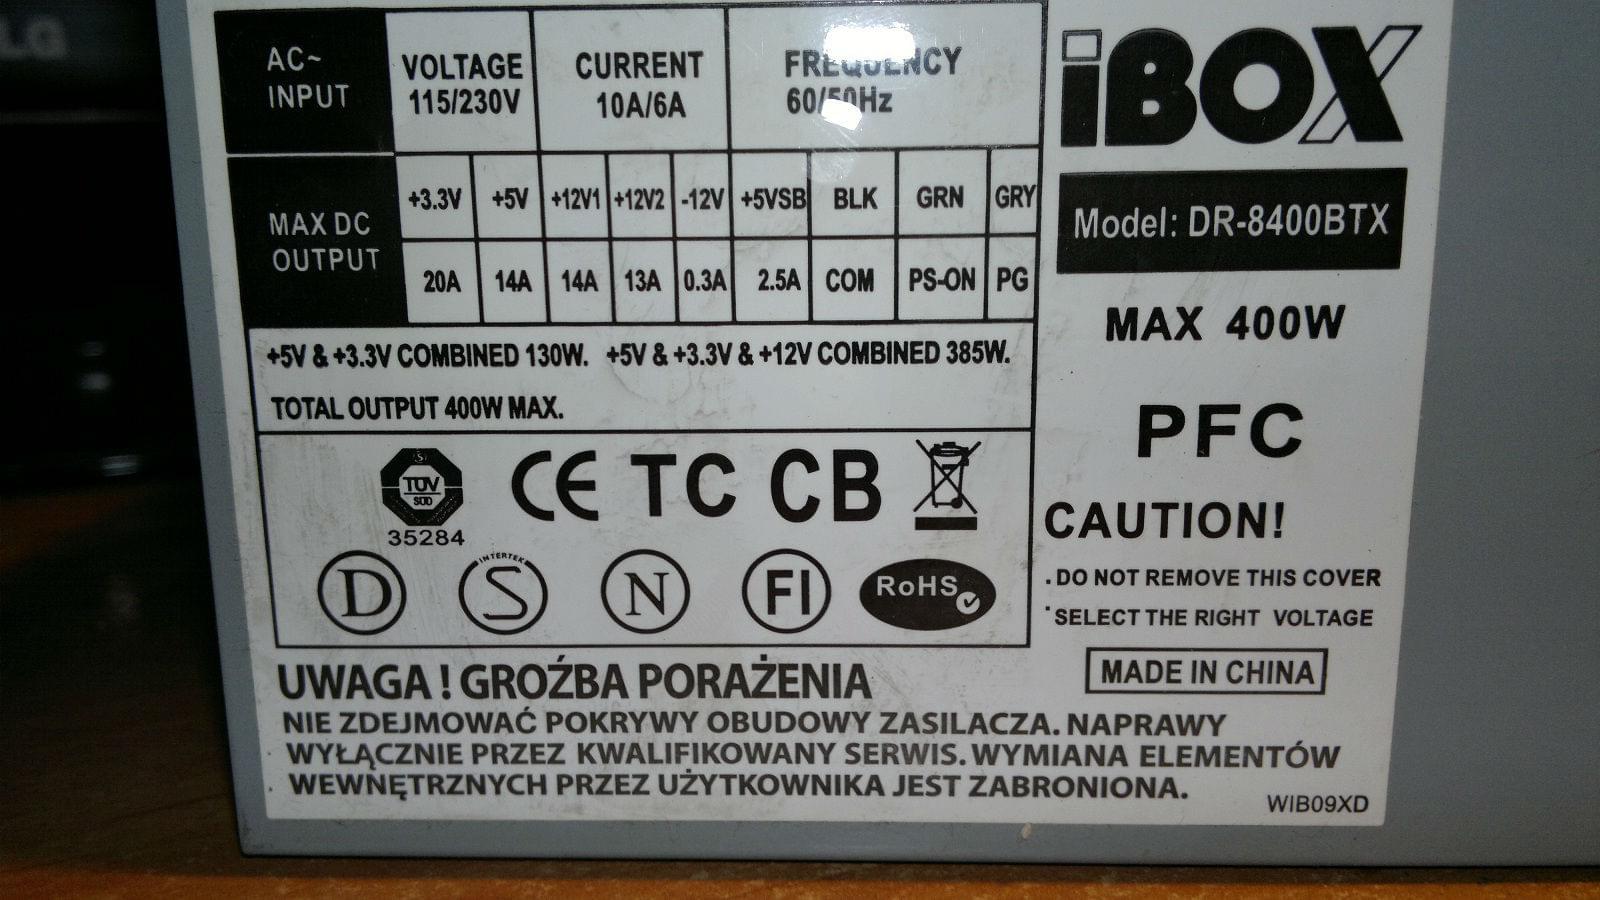 LG
AC~ INPUT
VOLTAGE 115/230V
CURRENT 10A/6A
FREQUENCY 60/50Hz
MAX DC OUTPUT
+3.3V +5V +12V1 +12V2 -12V +5VSB BLK GRN GRY
20A 14A 14A 13A 0.3A 2.5A COM PS-ON PG
+5V & +3.3V COMBINED 130W. +5V & +3.3V & +12V COMBINED 385W.
TOTAL OUTPUT 400W MAX.
TÜV
SÜD
35284
CE TC CB
D
INTERTEK
S
N
FI
RoHS
iBOX
Model: DR-8400BTX
MAX 400W
PFC
CAUTION!
.DO NOT REMOVE THIS COVER
·SELECT THE RIGHT VOLTAGE
MADE IN CHINA
UWAGA ! GROŹBA PORAŻENIA
NIE ZDEJMOWAĆ POKRYWY OBUDOWY ZASILACZA. NAPRAWY
WYŁĄCZNIE PRZEZ KWALIFIKOWANY SERWIS. WYMIANA ELEMENTÓW
WEWNĘTRZNYCH PRZEZ UŻYTKOWNIKA JEST ZABRONIONA.
WIB09XD